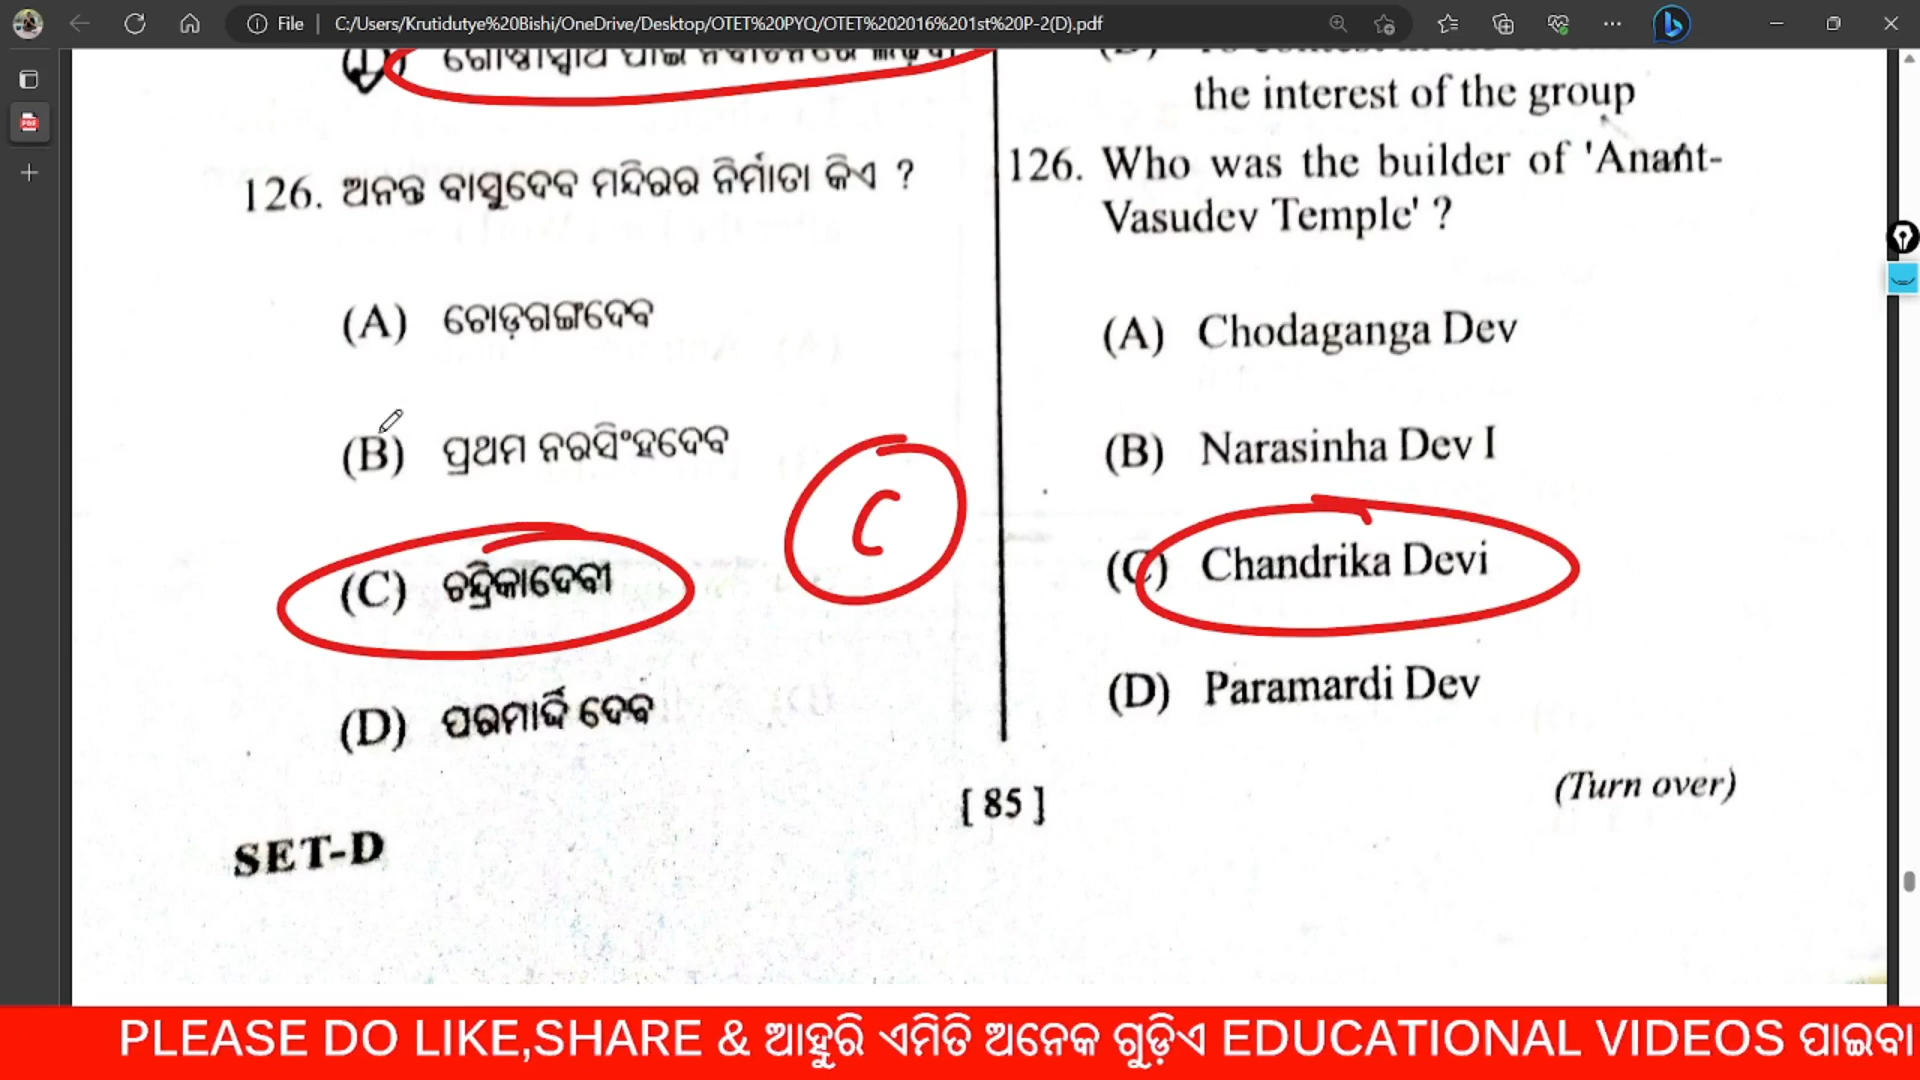 File
C:/Users/Krutidutye%20Bishi/OneDrive/Desktop/OTET%20PYQ/OTET%202016%201st%20P-2(D).pdf
the interest of the group
126. ଅନନ୍ତ ବାସୁଦେବ ମନ୍ଦିରର ନିର୍ମାତା କିଏ ?
(A) ଚୋଡ଼ଗଙ୍ଗଦେବ
(B) ପ୍ରଥମ ନରସିଂହଦେବ
(C) ଚନ୍ଦ୍ରିକାଦେବୀ
(D) ପରମାର୍ଦ୍ଦି ଦେବ
C
126. Who was the builder of 'Anant-
Vasudev Temple' ?
(A) Chodaganga Dev
(B) Narasinha Dev I
(C) Chandrika Devi
(D) Paramardi Dev
(Turn over)
[ 85 ]
SET-D
PLEASE DO LIKE,SHARE & ଆହୁରି ଏମିତି ଅନେକ ଗୁଡ଼ିଏ EDUCATIONAL VIDEOS ପାଇବା